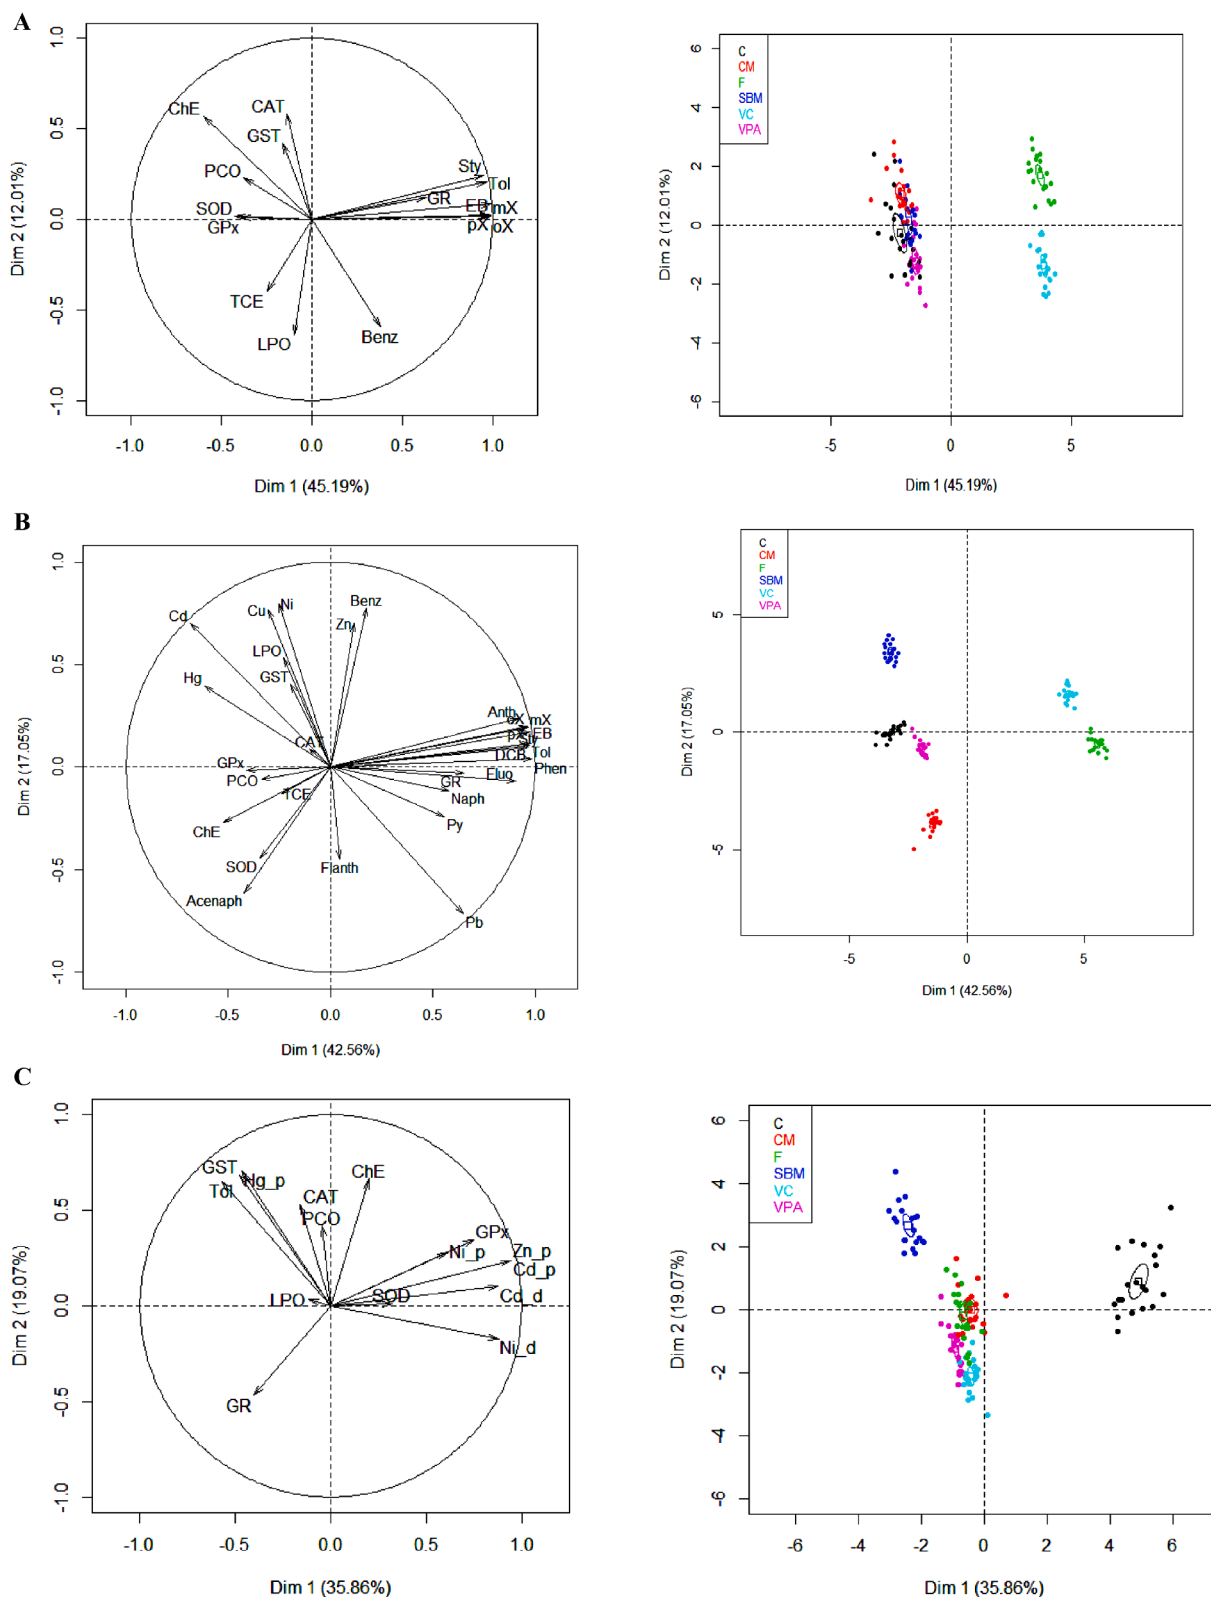 A
1.0
0.5
0.0
-0.5
-1.0
Dim 2 (12.01%)
ChE
CAT
GST
PCO
SOD
GPx
TCE
LPO
Benz
Sty
Tol
GR
EB mX
pX oX
-1.0 -0.5 0.0 0.5 1.0
Dim 1 (45.19%)
C
CM
F
SBM
VC
VPA
6
4
2
0
-2
-4
-6
Dim 2 (12.01%)
-5 0 5
Dim 1 (45.19%)
B
1.0
0.5
0.0
-0.5
-1.0
Dim 2 (17.05%)
Cd
Cu
Ni
Benz
Zn
LPO
GST
Hg
CAT
Anth
oX mX
pX EB
Sty
DCB Tol
Phen
Fluo
GPx
PCO
TCE
GR
Naph
ChE
Py
SOD
Flanth
Acenaph
Pb
-1.0 -0.5 0.0 0.5 1.0
Dim 1 (42.56%)
C
CM
F
SBM
VC
VPA
5
0
-5
Dim 2 (17.05%)
-5 0 5
Dim 1 (42.56%)
C
1.0
0.5
0.0
-0.5
-1.0
Dim 2 (19.07%)
GST
Hg_p
Tol
CAT
PCO
ChE
GPx
Ni_p
Zn_p
Cd_p
LPO
SOD
Cd_d
Ni_d
GR
-1.0 -0.5 0.0 0.5 1.0
Dim 1 (35.86%)
C
CM
F
SBM
VC
VPA
6
4
2
0
-2
-4
-6
Dim 2 (19.07%)
-6 -4 -2 0 2 4 6
Dim 1 (35.86%)